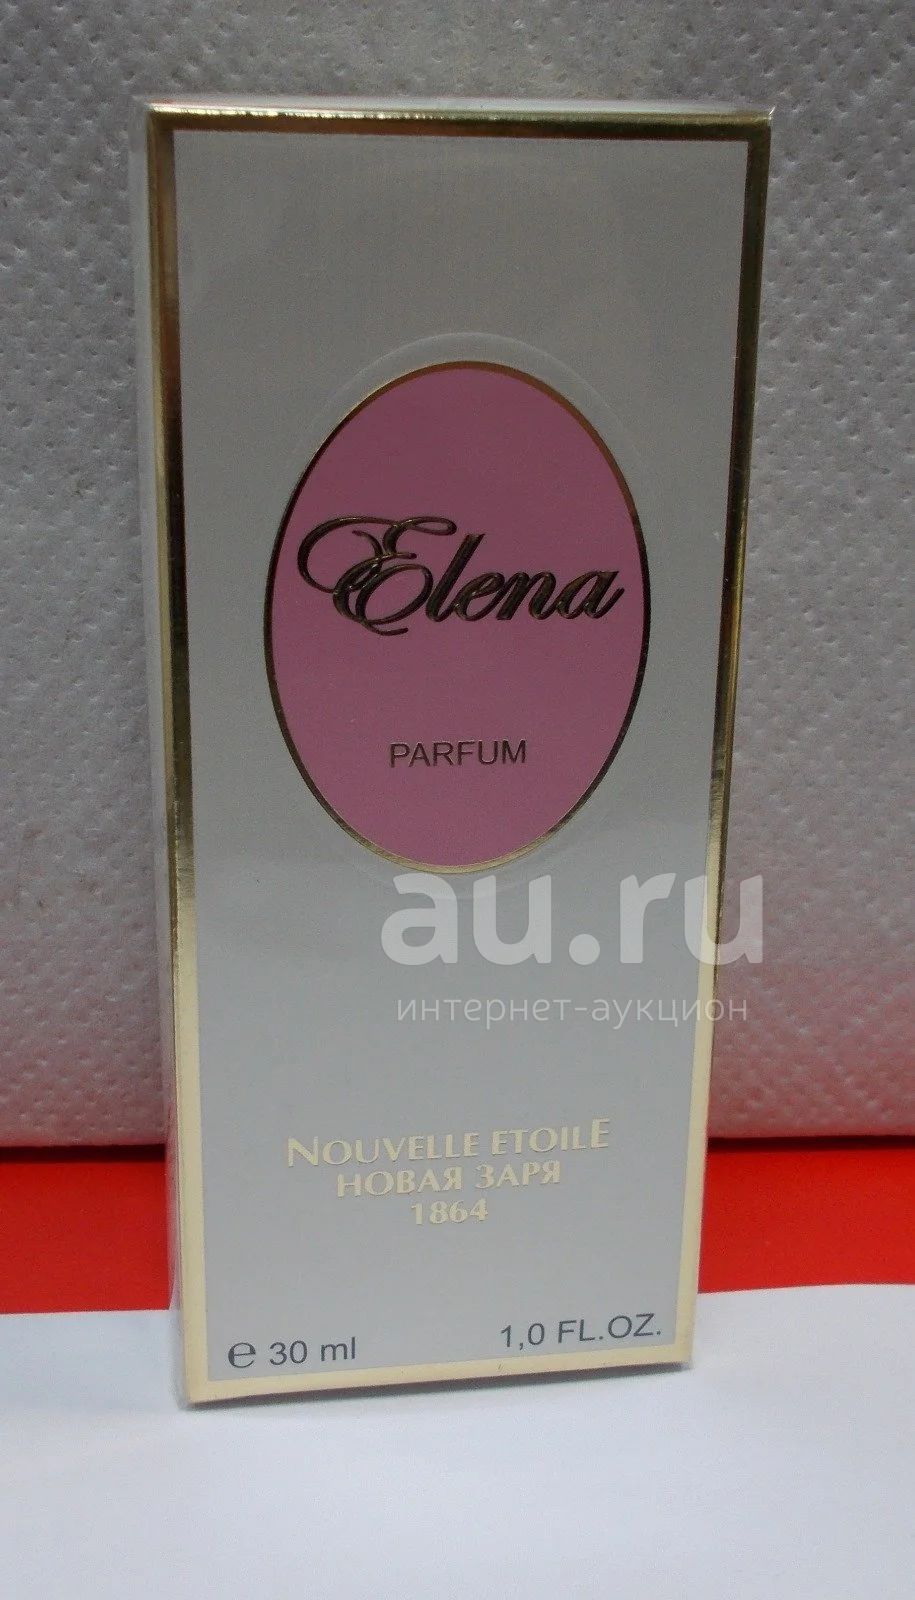 Elena
PARFUM
au.ru
интернет-аукцион
NOUVELLE ETOILE
НОВАЯ ЗАРЯ
1864
℮ 30 ml 1,0 FL.OZ.